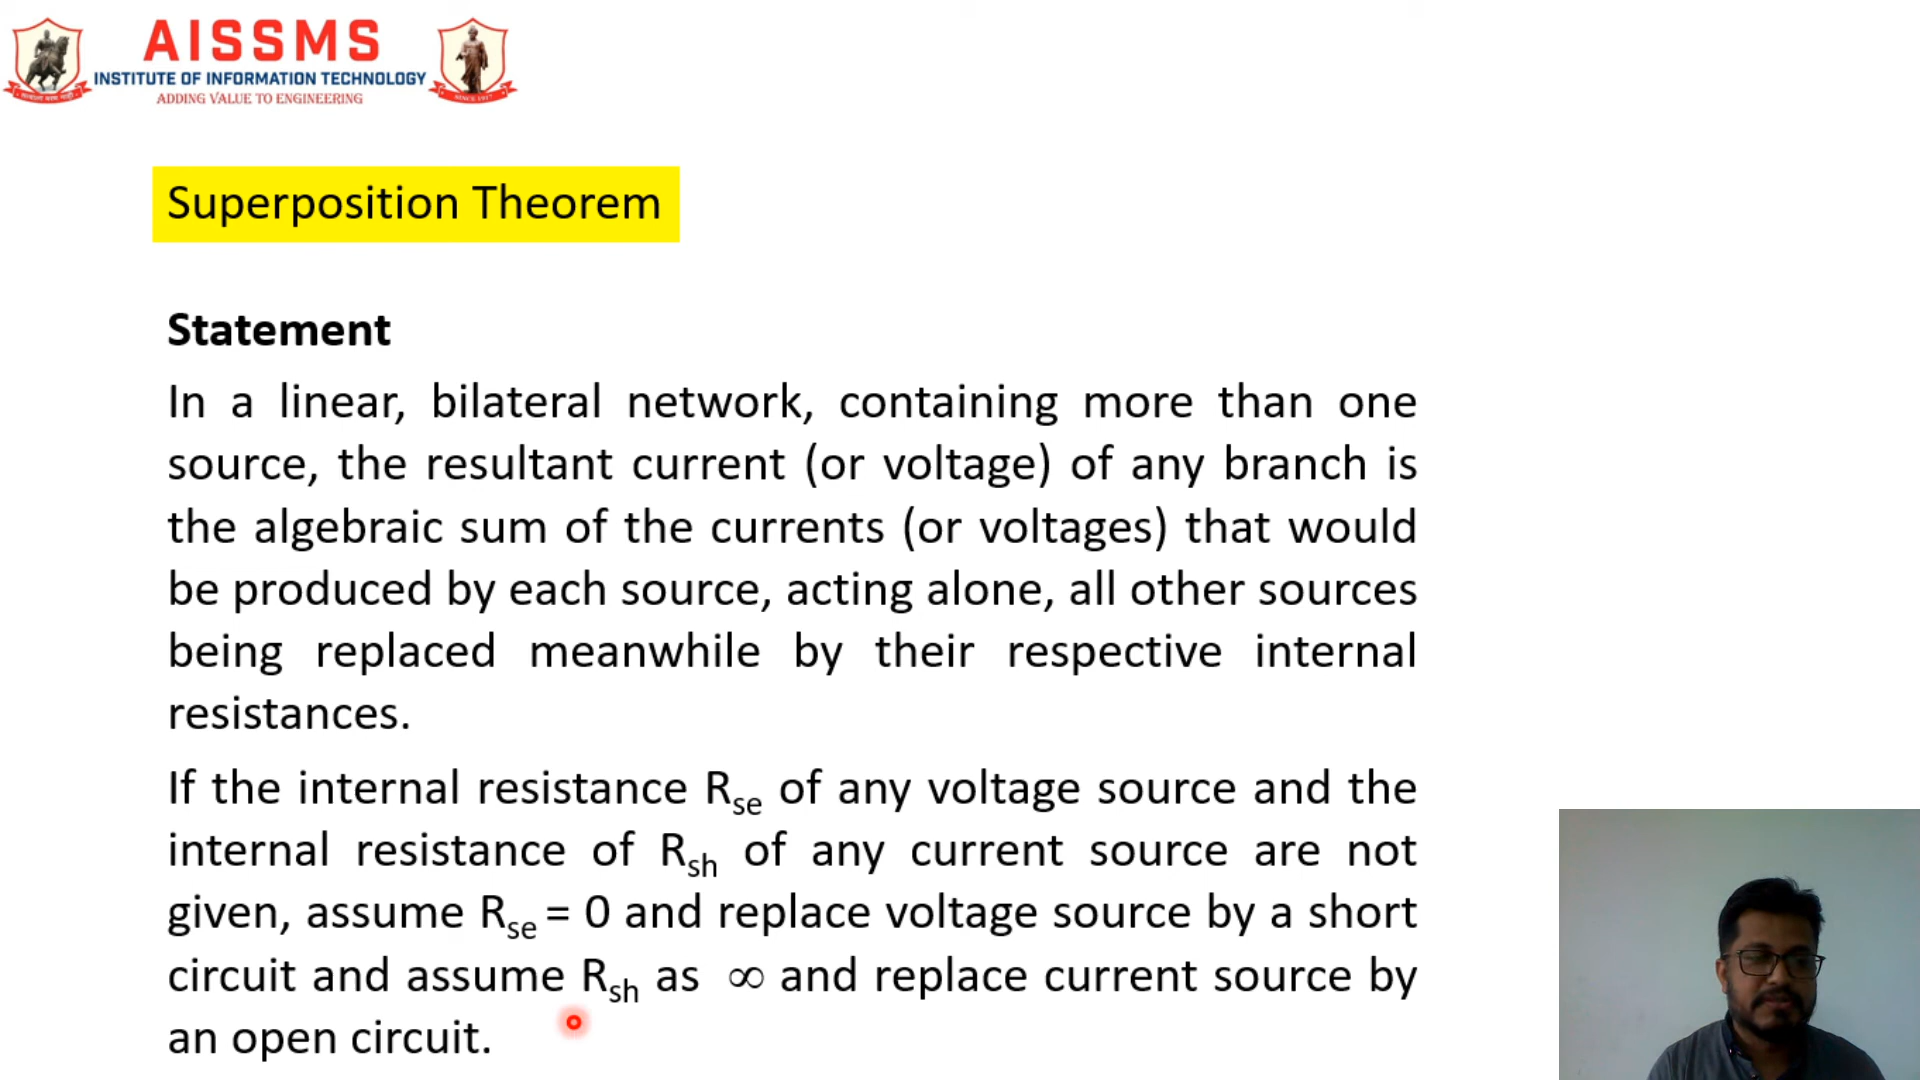 AISSMS
INSTITUTE OF INFORMATION TECHNOLOGY
ADDING VALUE TO ENGINEERING
SINCE 1917
Superposition Theorem
Statement
In a linear, bilateral network, containing more than one
source, the resultant current (or voltage) of any branch is
the algebraic sum of the currents (or voltages) that would
be produced by each source, acting alone, all other sources
being replaced meanwhile by their respective internal
resistances.
If the internal resistance Rse of any voltage source and the
internal resistance of Rsh of any current source are not
given, assume Rse = 0 and replace voltage source by a short
circuit and assume Rsh as ∞ and replace current source by
an open circuit.